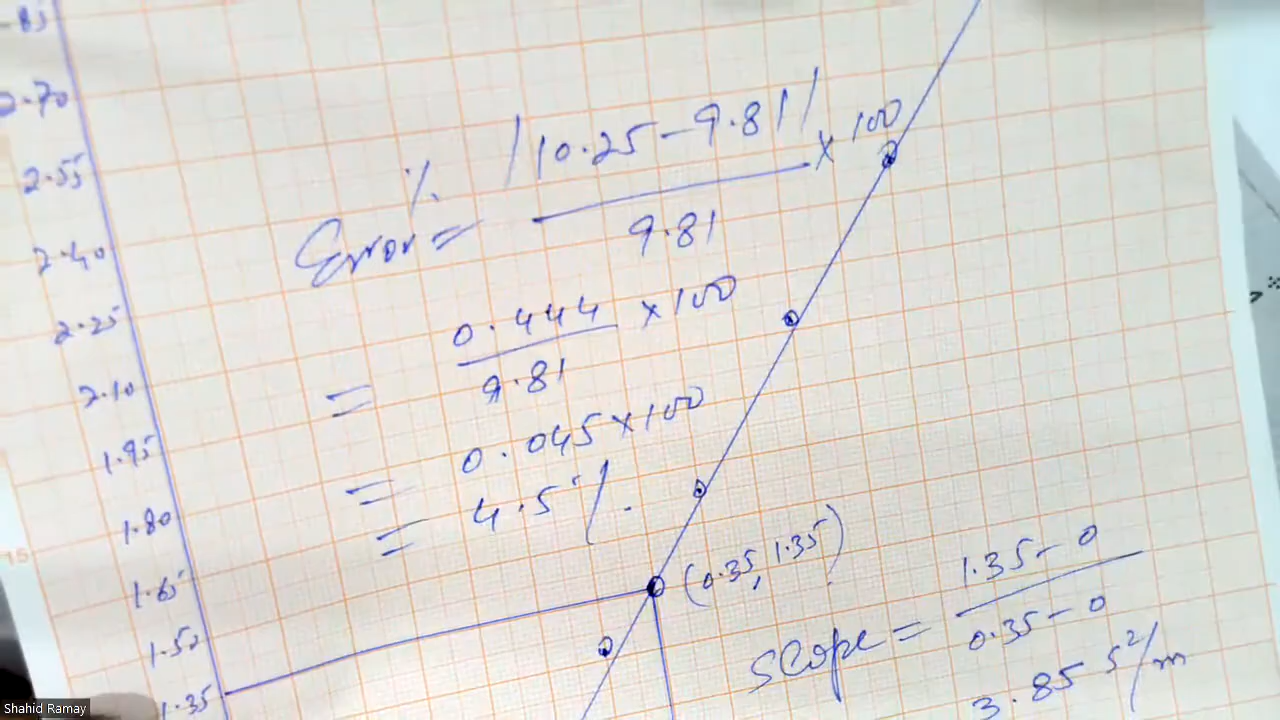 -85
2.70
2.55
2.40
2.25
2.10
1.95
1.80
1.65
1.50
1.35
% Error = |10.25 - 9.81| / 9.81 × 100
= 0.444 / 9.81 × 100
= 0.045 × 100
= 4.5 %.
(0.35, 1.35)
Slope = 1.35 - 0 / 0.35 - 0
3.85 s²/m
Shahid Ramay